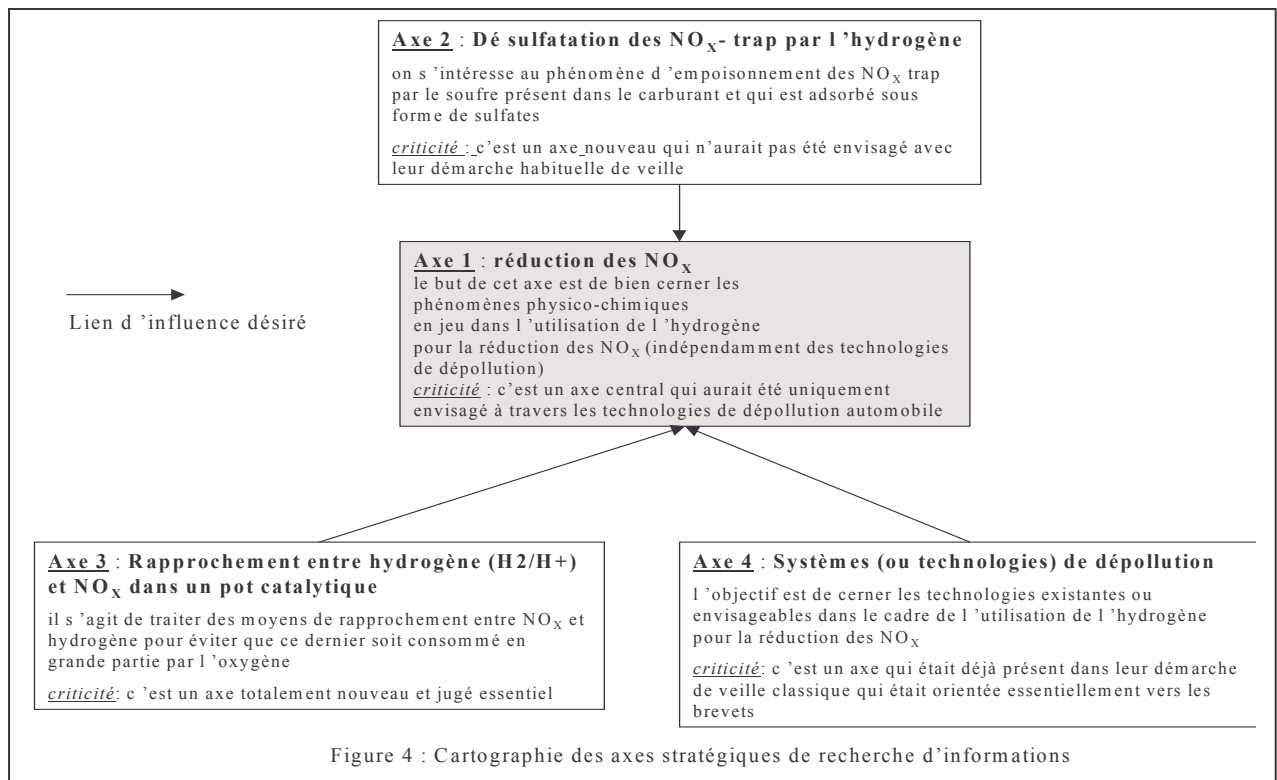 Axe 2 : Dé sulfatation des NOX- trap par l ’hydrogène
on s ’intéresse au phénomène d ’empoisonnement des NOX trap
par le soufre présent dans le carburant et qui est adsorbé sous
forme de sulfates
criticité : c’est un axe nouveau qui n’aurait pas été envisagé avec
leur démarche habituelle de veille
Axe 1 : réduction des NOX
le but de cet axe est de bien cerner les
phénomènes physico-chimiques
en jeu dans l ’utilisation de l ’hydrogène
pour la réduction des NOX (indépendamment des technologies
de dépollution)
criticité : c’est un axe central qui aurait été uniquement
envisagé à travers les technologies de dépollution automobile
Lien d ’influence désiré
Axe 3 : Rapprochement entre hydrogène (H2/H+)
et NOX dans un pot catalytique
il s ’agit de traiter des moyens de rapprochement entre NOX et
hydrogène pour éviter que ce dernier soit consommé en
grande partie par l ’oxygène
criticité: c ’est un axe totalement nouveau et jugé essentiel
Axe 4 : Systèmes (ou technologies) de dépollution
l ’objectif est de cerner les technologies existantes ou
envisageables dans le cadre de l ’utilisation de l ’hydrogène
pour la réduction des NOX
criticité: c ’est un axe qui était déjà présent dans leur démarche
de veille classique qui était orientée essentiellement vers les
brevets
Figure 4 : Cartographie des axes stratégiques de recherche d’informations